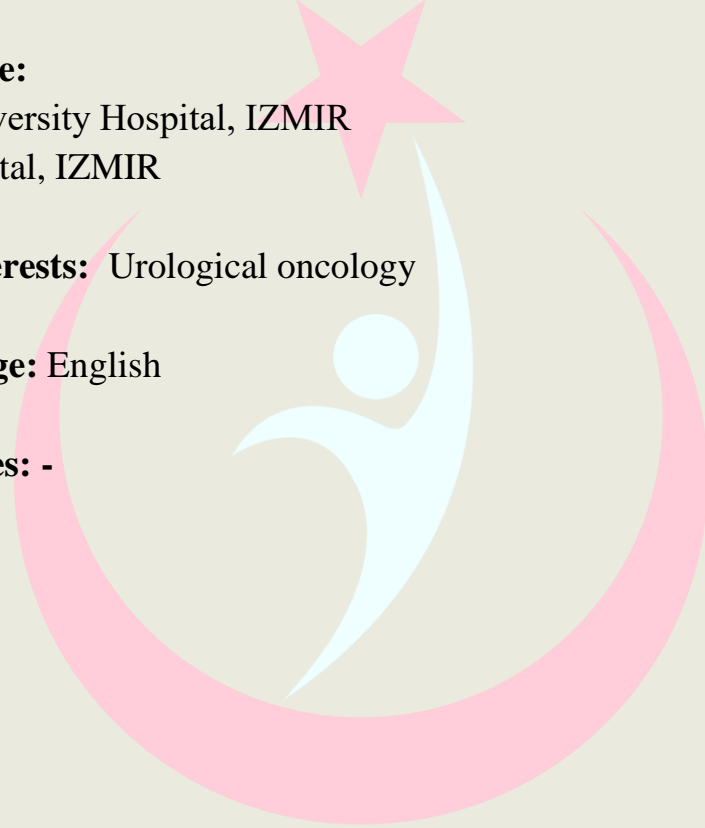 e:
versity Hospital, IZMIR
tal, IZMIR
erests: Urological oncology
ge: English
es: -